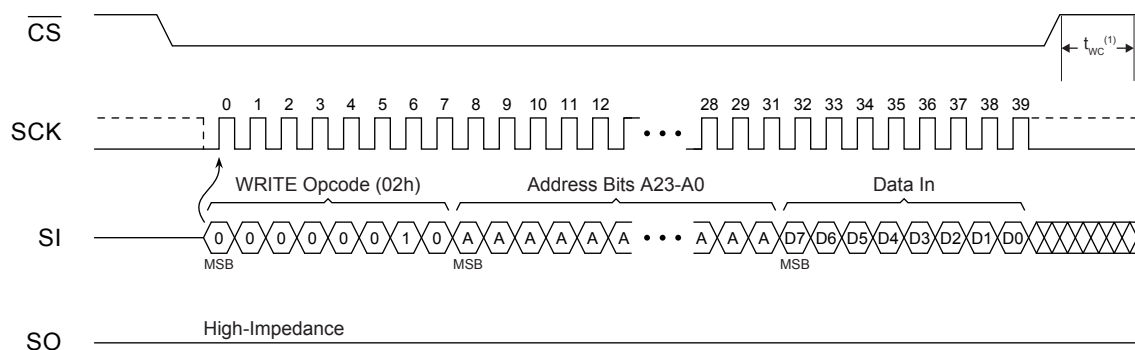 CS
t_WC(1)
0 1 2 3 4 5 6 7 8 9 10 11 12 28 29 31 32 33 34 35 36 37 38 39
SCK
WRITE Opcode (02h) Address Bits A23-A0 Data In
SI 0 0 0 0 0 0 1 0 A A A A A A A A A D7 D6 D5 D4 D3 D2 D1 D0
MSB MSB MSB
High-Impedance
SO